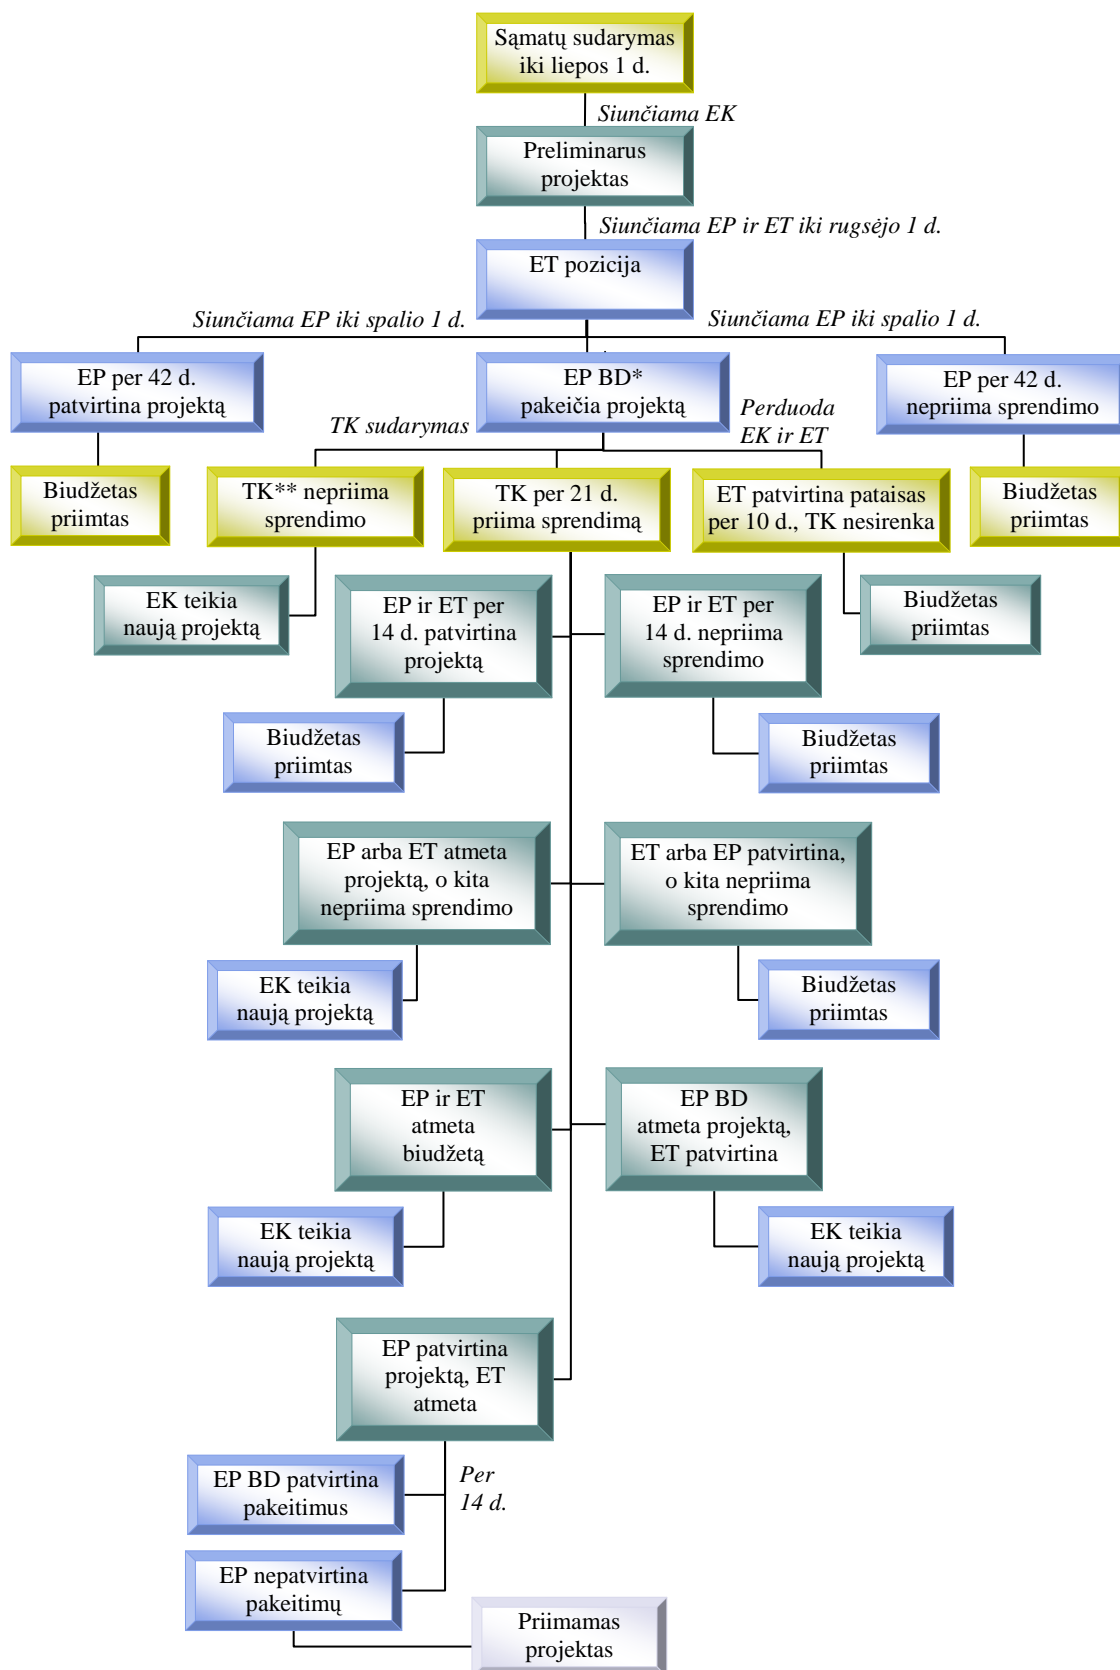 Sąmatų sudarymas
iki liepos 1 d.
Siunčiama EK
Preliminarus
projektas
Siunčiama EP ir ET iki rugsėjo 1 d.
ET pozicija
Siunčiama EP iki spalio 1 d.
Siunčiama EP iki spalio 1 d.
EP per 42 d.
patvirtina projektą
EP BD*
pakeičia projektą
EP per 42 d.
nepriima sprendimo
TK sudarymas
Perduoda
EK ir ET
Biudžetas
priimtas
TK** nepriima
sprendimo
TK per 21 d.
priima sprendimą
ET patvirtina pataisas
per 10 d., TK nesirenka
Biudžetas
priimtas
EK teikia
naują projektą
EP ir ET per
14 d. patvirtina
projektą
EP ir ET per
14 d. nepriima
sprendimo
Biudžetas
priimtas
Biudžetas
priimtas
Biudžetas
priimtas
EP arba ET atmeta
projektą, o kita
nepriima sprendimo
ET arba EP patvirtina,
o kita nepriima
sprendimo
EK teikia
naują projektą
Biudžetas
priimtas
EP ir ET
atmeta
biudžetą
EP BD
atmeta projektą,
ET patvirtina
EK teikia
naują projektą
EK teikia
naują projektą
EP patvirtina
projektą, ET
atmeta
EP BD patvirtina
pakeitimus
Per
14 d.
EP nepatvirtina
pakeitimų
Priimamas
projektas